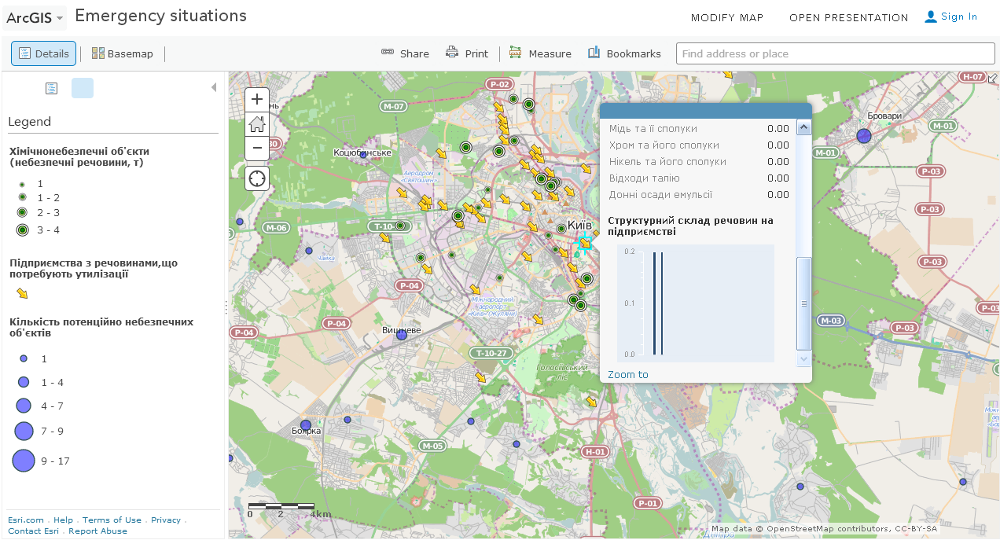 ArcGIS
Emergency situations
MODIFY MAP
OPEN PRESENTATION
Sign In
Details
Basemap
Share
Print
Measure
Bookmarks
Find address or place
Legend
Хімічнонебезпечні об'єкти
(небезпечні речовини, т)
1
1 - 2
2 - 3
3 - 4
Підприємства з речовинами,що
потребують утилізації
Кількість потенційно небезпечних
об'єктів
1
1 - 4
4 - 7
7 - 9
9 - 17
Esri.com . Help . Terms of Use . Privacy .
Contact Esri . Report Abuse
+
−
P-02
M-07
Коцюбинське
Аеродром
«Святошин»
M-06
T-10-
Чайка
Київ
P-04
P-04
P-04
Міжнародний
аеропорт
«Київ» (Жуляни)
Вишневе
T-10-27
Голосіївський
ліс
Боярка
M-05
H-01
P-01
Дніпро
0 2 4km
H-07
Бровари
M-01
M-01
P-03
P-03
P-03
M-03
P-03
P-03
Мідь та її сполуки 0.00
Хром та його сполуки 0.00
Нікель та його сполуки 0.00
Відходи талію 0.00
Донні осади емульсії 0.00
Структурний склад речовин на
підприємстві
0.2
0.1
0.0
Zoom to
Map data © OpenStreetMap contributors, CC-BY-SA